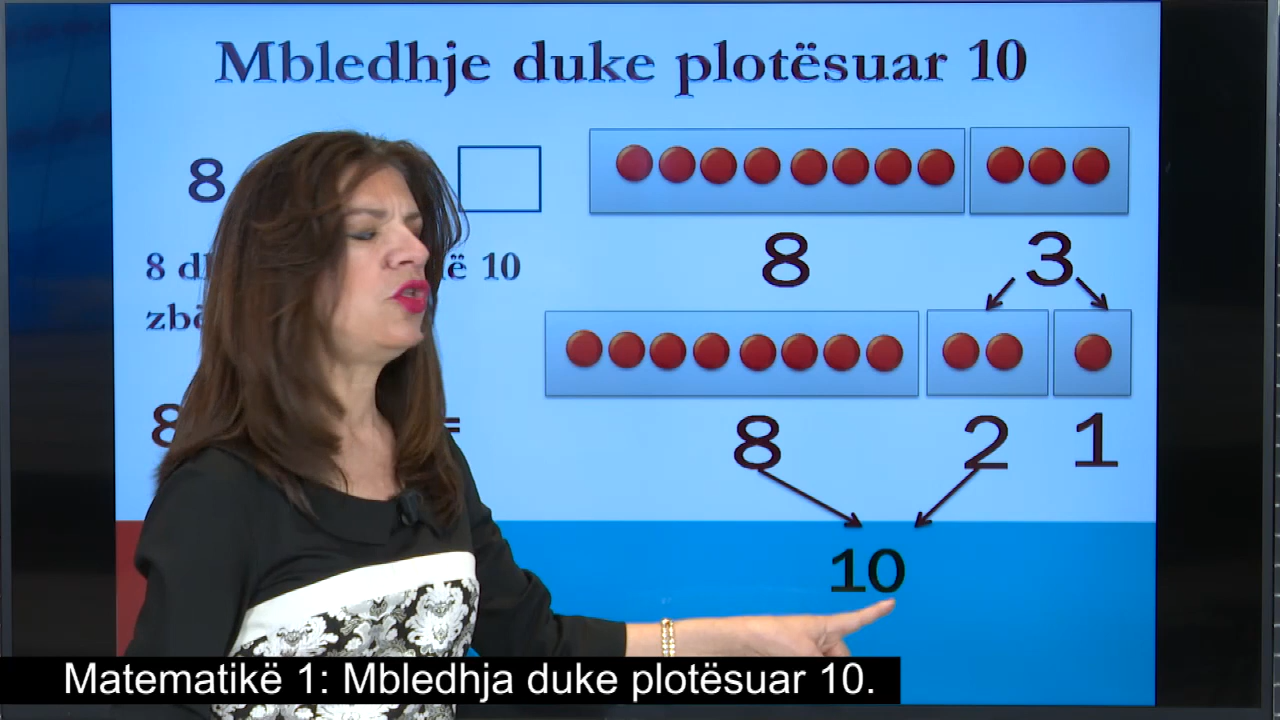 Mbledhje duke plotësuar 10
8
8 3
8 10
8 =
8 2 1
10
Matematikë 1: Mbledhja duke plotësuar 10.